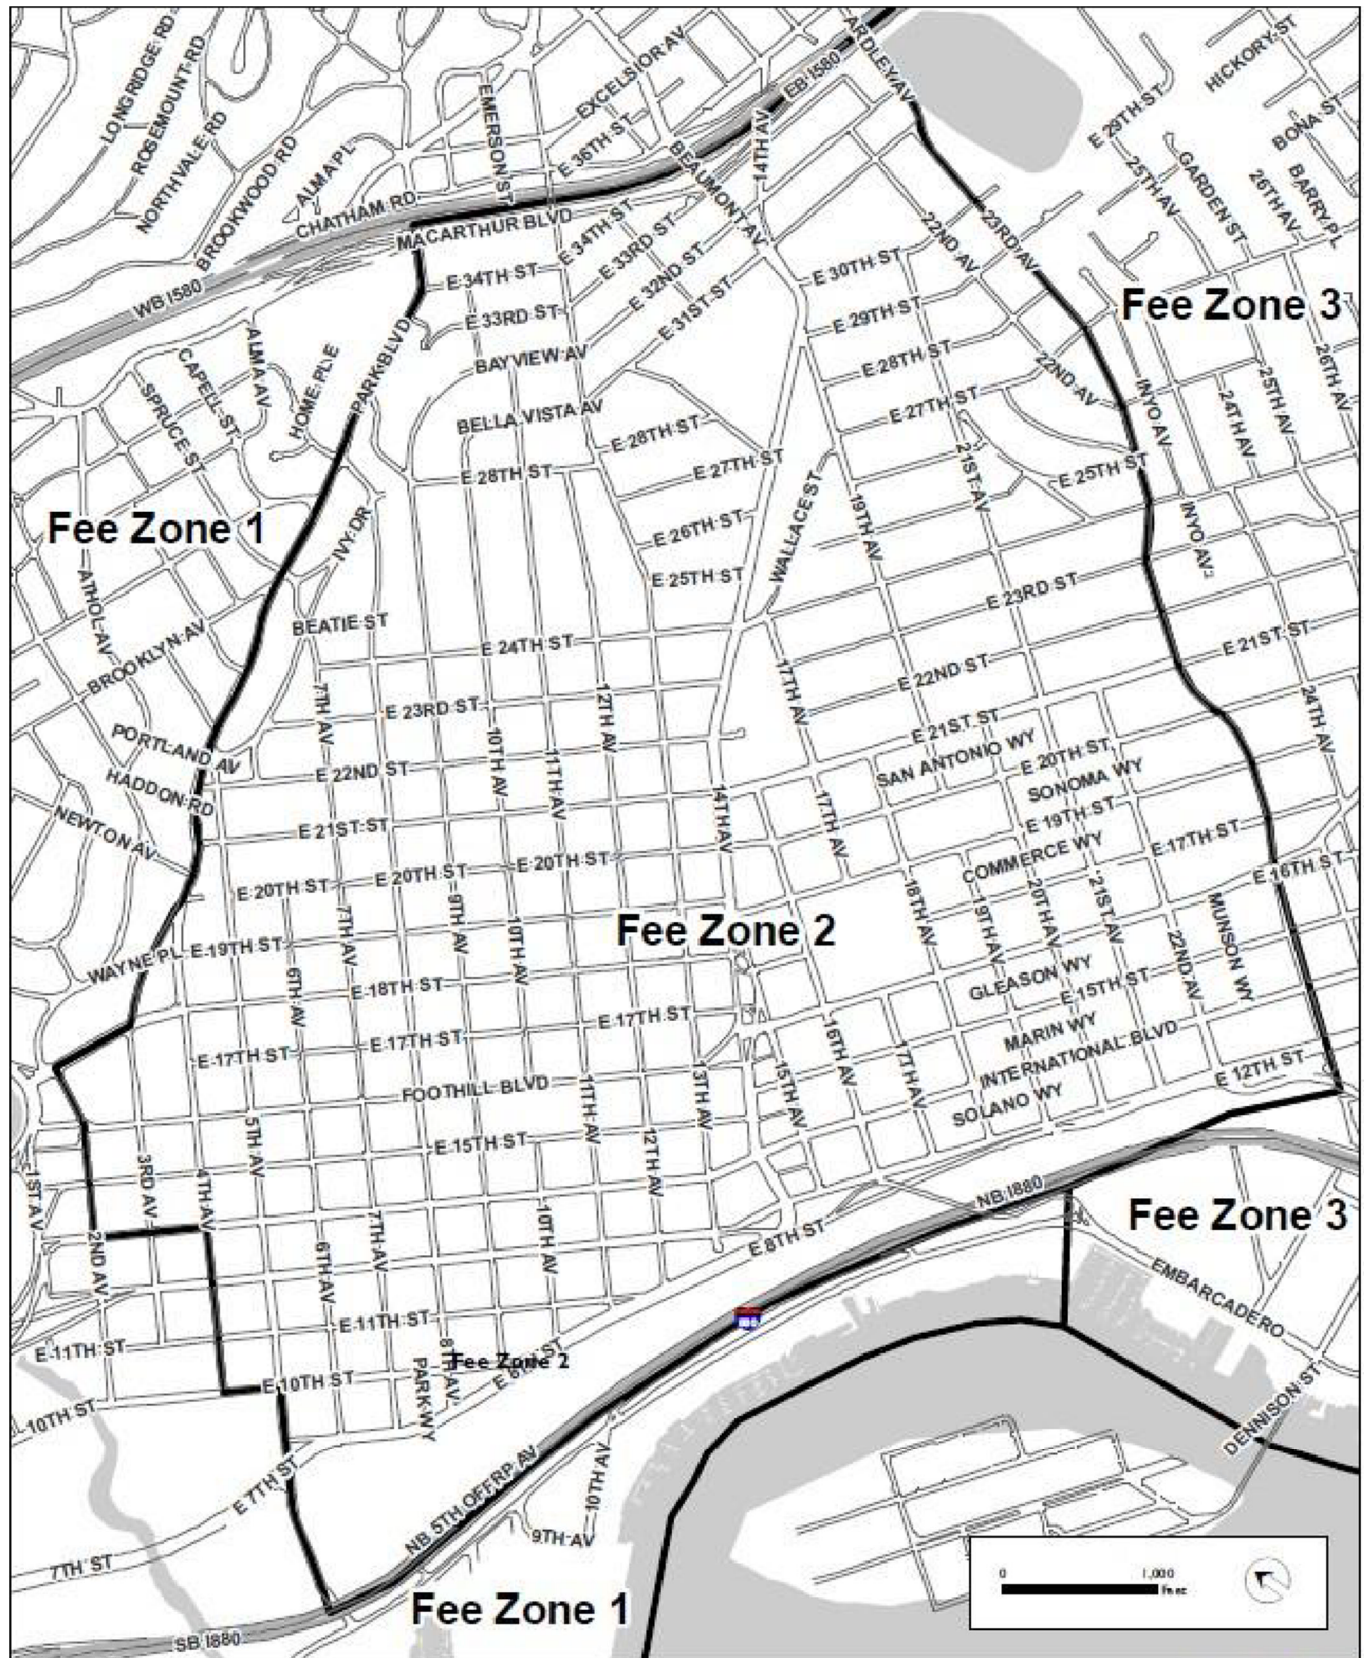 LONGRIDGE RD
ROSEMOUNT RD
NORTHVALE RD
BROOKWOOD RD
ALMA PL
CHATHAM RD
EMERSON ST
EXCELSIOR AV
E 36TH ST
BEAUMONT AV
14TH AV
EB I580
ARDLEY AV
HICKORY ST
E 29TH ST
BONA ST
25TH AV
GARDEN ST
26TH AV
BARRY PL
MACARTHUR BLVD
WB I580
E 34TH ST
E 34TH ST
E 33RD ST
E 32ND ST
E 31ST ST
E 33RD ST
22ND AV
23RD AV
E 30TH ST
Fee Zone 3
E 29TH ST
E 28TH ST
22ND AV
26TH AV
ALMA AV
CAPELL ST
SPRUCE ST
HOME PL E
PARK BLVD
BAYVIEW AV
BELLA VISTA AV
E 28TH ST
E 27TH ST
E 27TH ST
INYO AV
24TH AV
25TH AV
E 28TH ST
21ST AV
E 25TH ST
Fee Zone 1
IVY DR
E 26TH ST
WALLACE ST
19TH AV
INYO AV
E 25TH ST
ATHOL AV
BROOKLYN AV
BEATIE ST
E 24TH ST
E 23RD ST
E 21ST ST
E 22ND ST
7TH AV
E 23RD ST
12TH AV
17TH AV
24TH AV
PORTLAND AV
HADDON RD
NEWTON AV
E 22ND ST
10TH AV
11TH AV
E 21ST ST
SAN ANTONIO WY
E 20TH ST
SONOMA WY
14TH AV
17TH AV
E 21ST ST
E 19TH ST
COMMERCE WY
E 17TH ST
E 16TH ST
E 20TH ST
E 20TH ST
E 20TH ST
9TH AV
7TH AV
10TH AV
Fee Zone 2
18TH AV
19TH AV
20TH AV
21ST AV
22ND AV
MUNSON WY
WAYNE PL
E 19TH ST
6TH AV
E 18TH ST
GLEASON WY
E 15TH ST
E 17TH ST
E 17TH ST
E 17TH ST
16TH AV
17TH AV
MARIN WY
INTERNATIONAL BLVD
E 12TH ST
SOLANO WY
FOOTHILL BLVD
11TH AV
13TH AV
15TH AV
5TH AV
E 15TH ST
12TH AV
1ST AV
3RD AV
4TH AV
NB I880
Fee Zone 3
2ND AV
6TH AV
7TH AV
10TH AV
E 8TH ST
EMBARCADERO
E 11TH ST
E 11TH ST
8TH AV
Fee Zone 2
E 8TH ST
880
E 10TH ST
PARK WY
10TH ST
DENNISON ST
E 7TH ST
NB 5TH OFFRP AV
10TH AV
9TH AV
7TH ST
0
1,000
Feet
Fee Zone 1
SB I880